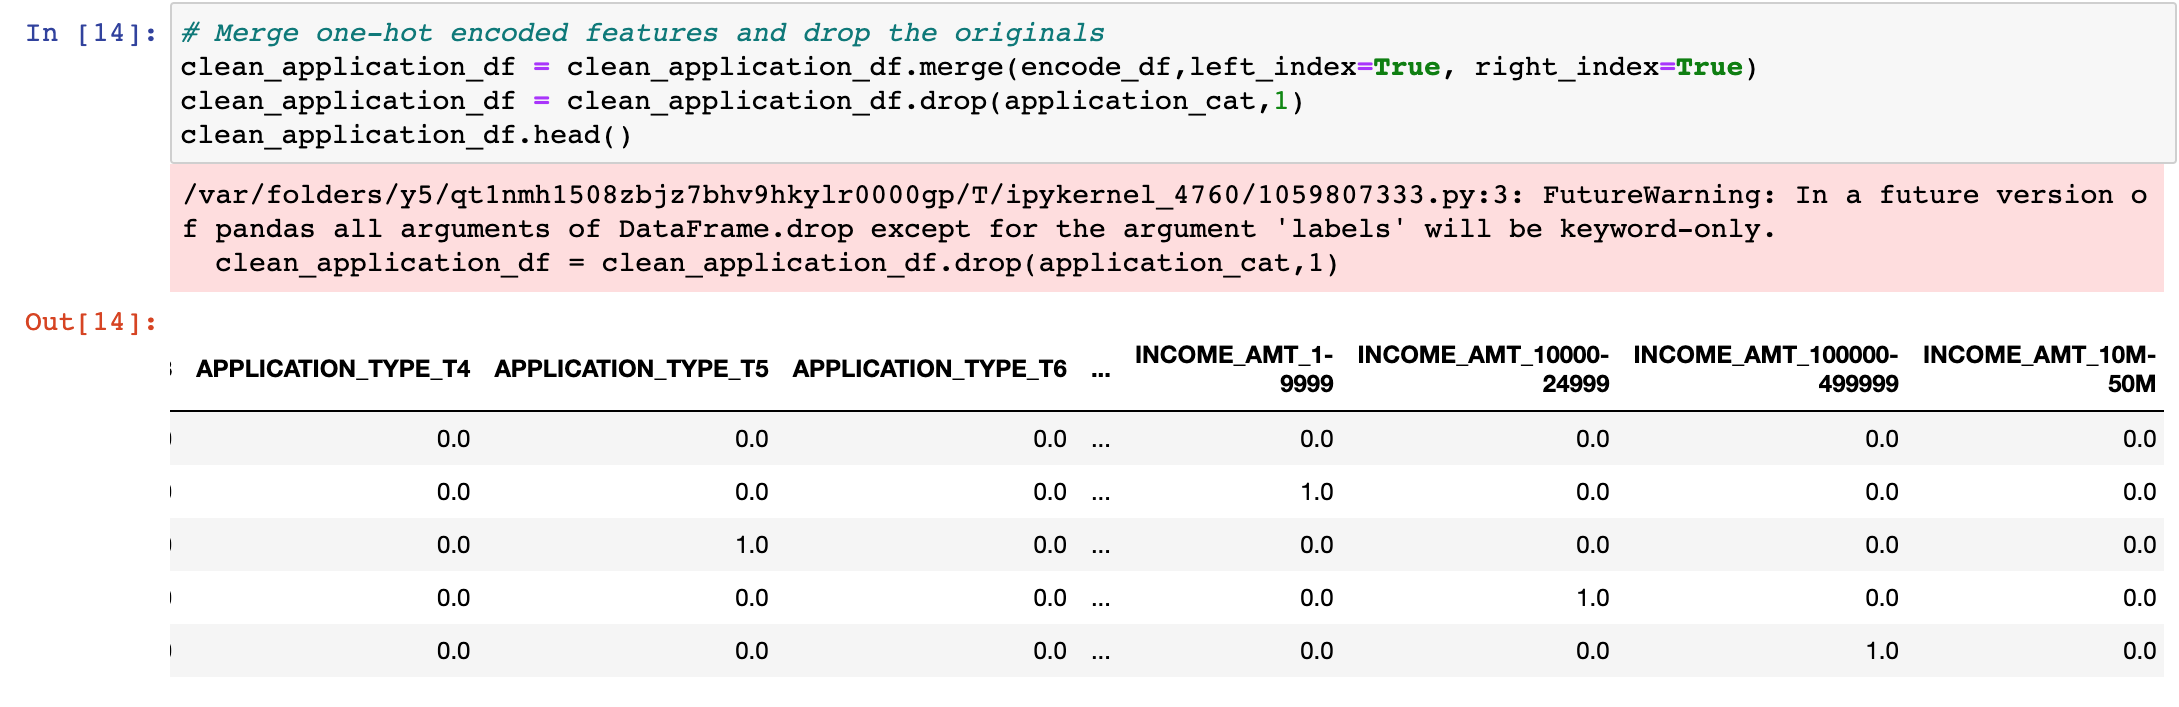 In [14]:
# Merge one-hot encoded features and drop the originals
clean_application_df = clean_application_df.merge(encode_df,left_index=True, right_index=True)
clean_application_df = clean_application_df.drop(application_cat,1)
clean_application_df.head()
/var/folders/y5/qt1nmh1508zbjz7bhv9hkylr0000gp/T/ipykernel_4760/1059807333.py:3: FutureWarning: In a future version o
f pandas all arguments of DataFrame.drop except for the argument 'labels' will be keyword-only.
  clean_application_df = clean_application_df.drop(application_cat,1)
Out[14]:
APPLICATION_TYPE_T4 APPLICATION_TYPE_T5 APPLICATION_TYPE_T6 ... INCOME_AMT_1-9999 INCOME_AMT_10000-24999 INCOME_AMT_100000-499999 INCOME_AMT_10M-50M
0.0 0.0 0.0 ... 0.0 0.0 0.0 0.0
0.0 0.0 0.0 ... 1.0 0.0 0.0 0.0
0.0 1.0 0.0 ... 0.0 0.0 0.0 0.0
0.0 0.0 0.0 ... 0.0 1.0 0.0 0.0
0.0 0.0 0.0 ... 0.0 0.0 1.0 0.0